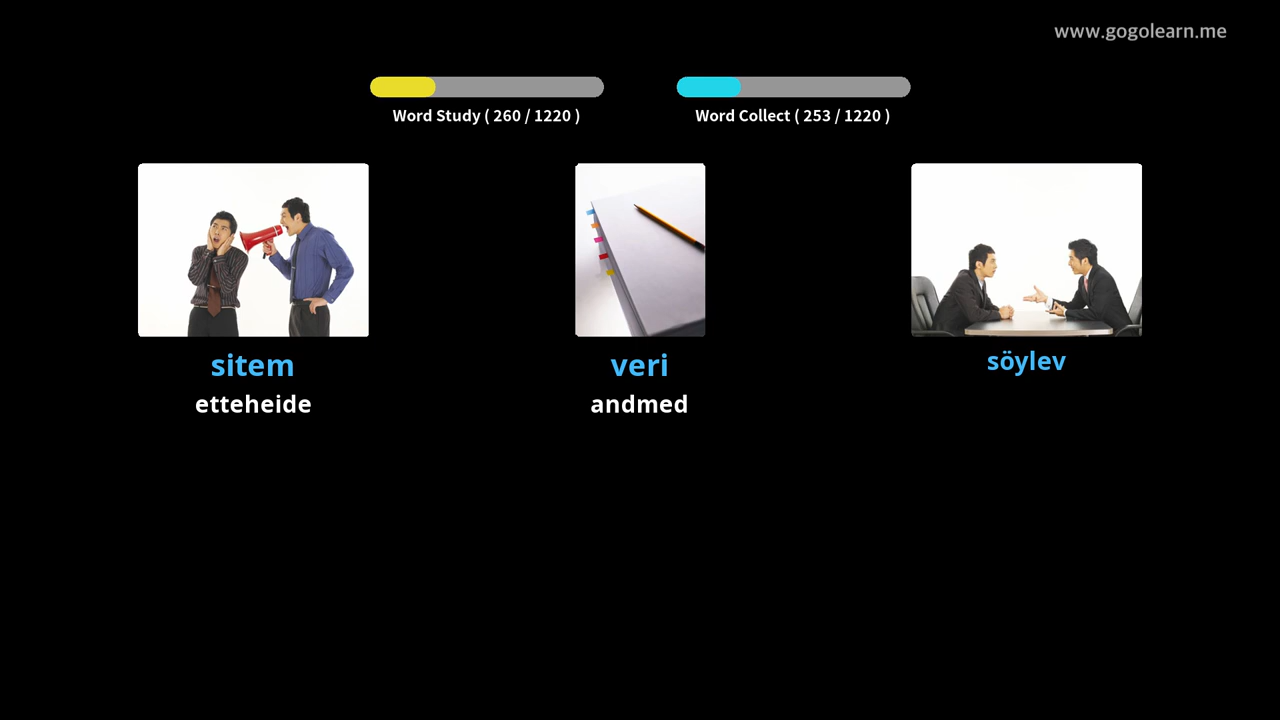 www.gogolearn.me
Word Study ( 260 / 1220 )
Word Collect ( 253 / 1220 )
sitem
etteheide
veri
andmed
söylev